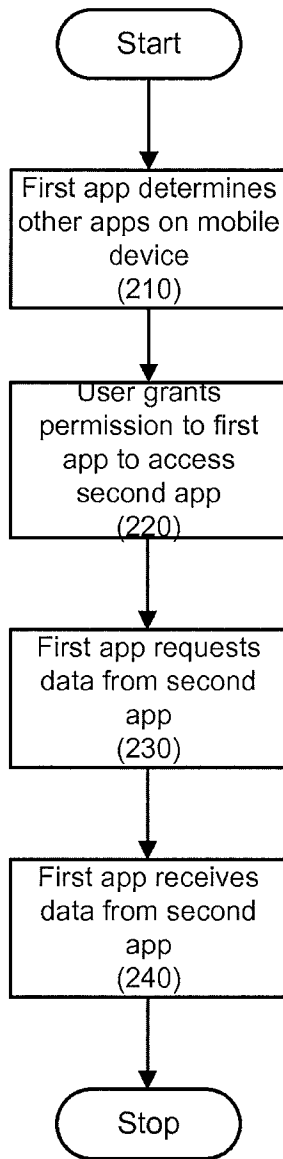 Start
First app determines
other apps on mobile
device
(210)
User grants
permission to first
app to access
second app
(220)
First app requests
data from second
app
(230)
First app receives
data from second
app
(240)
Stop